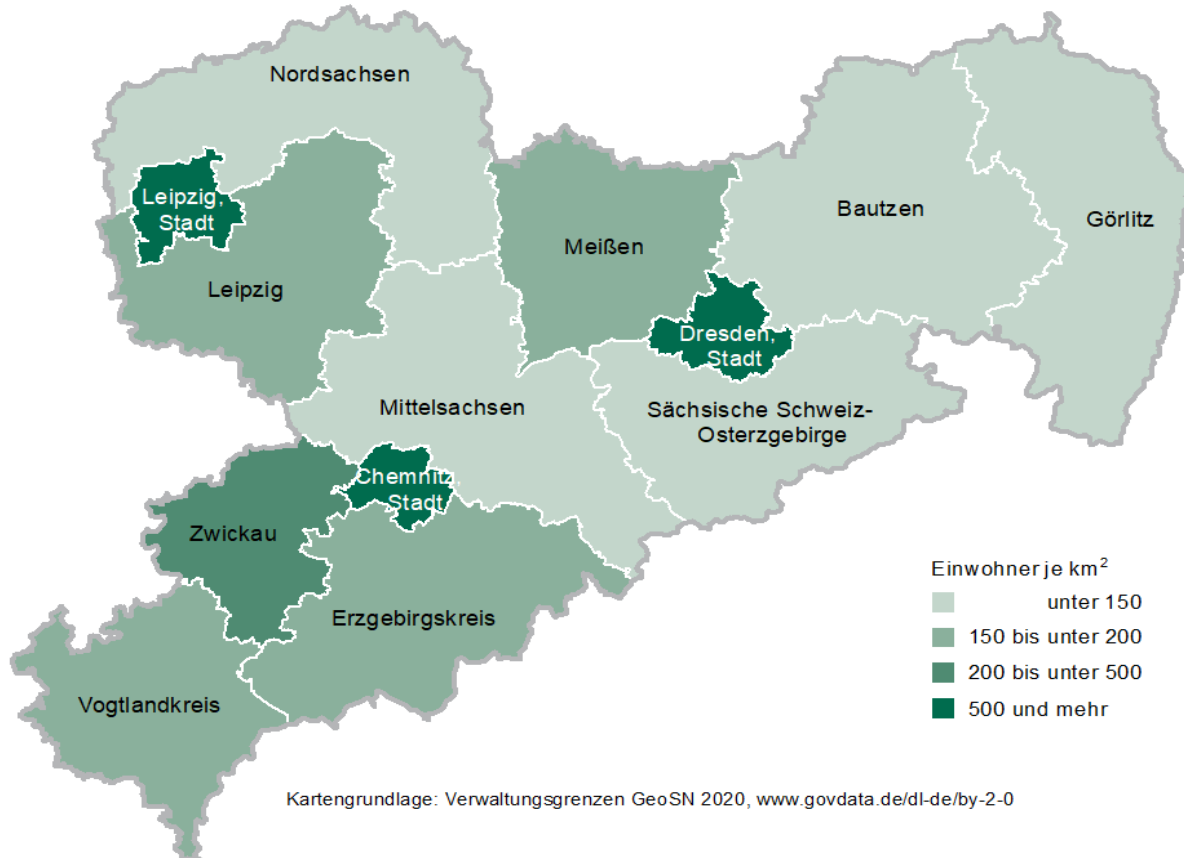 Nordsachsen
Leipzig,
Stadt
Bautzen
Görlitz
Meißen
Leipzig
Dresden,
Stadt
Mittelsachsen
Sächsische Schweiz-
Osterzgebirge
Chemnitz,
Stadt
Zwickau
Erzgebirgskreis
Vogtlandkreis
Einwohner je km²
unter 150
150 bis unter 200
200 bis unter 500
500 und mehr
Kartengrundlage: Verwaltungsgrenzen GeoSN 2020, www.govdata.de/dl-de/by-2-0